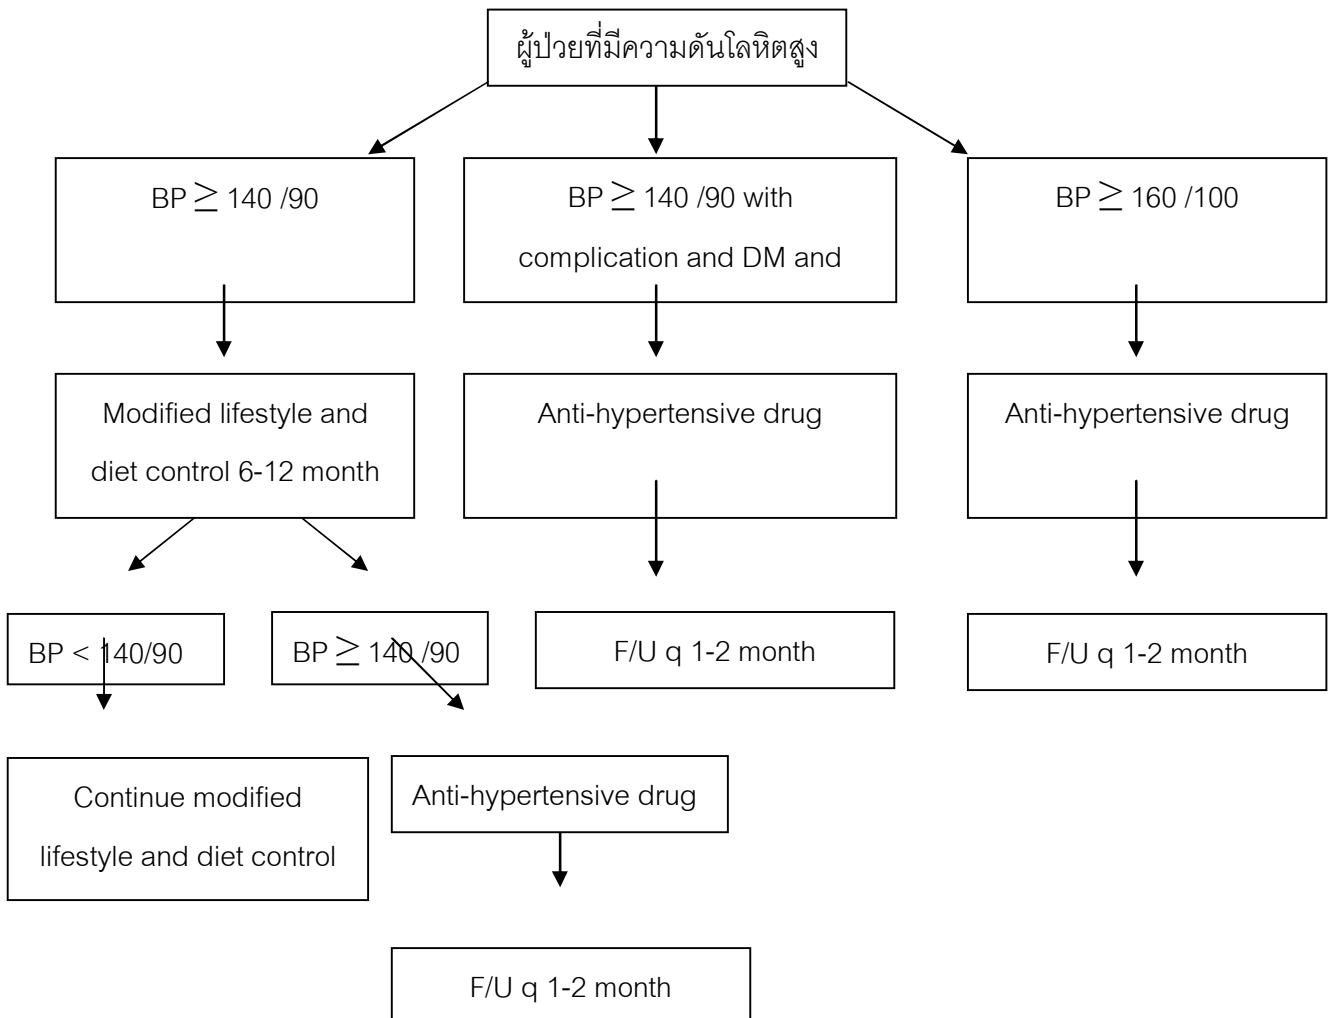 ผู้ป่วยที่มีความดันโลหิตสูง
BP ≥ 140 /90
BP ≥ 140 /90 with
complication and DM and
BP ≥ 160 /100
Modified lifestyle and
diet control 6-12 month
Anti-hypertensive drug
Anti-hypertensive drug
BP < 140/90
BP ≥ 140 /90
F/U q 1-2 month
F/U q 1-2 month
Continue modified
lifestyle and diet control
Anti-hypertensive drug
F/U q 1-2 month